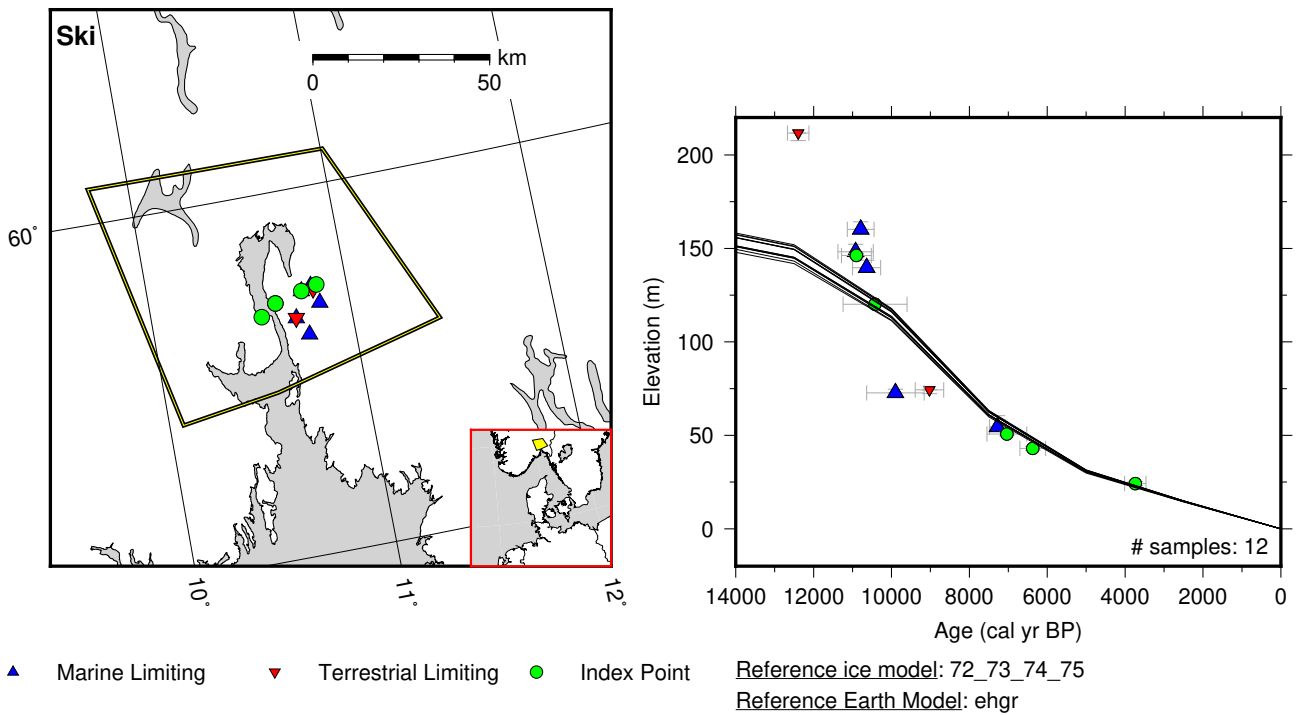 Ski
km
0 50
60°
10°
11°
12°
Elevation (m)
200
150
100
50
0
# samples: 12
14000 12000 10000 8000 6000 4000 2000 0
Age (cal yr BP)
Marine Limiting Terrestrial Limiting Index Point
Reference ice model: 72_73_74_75
Reference Earth Model: ehgr